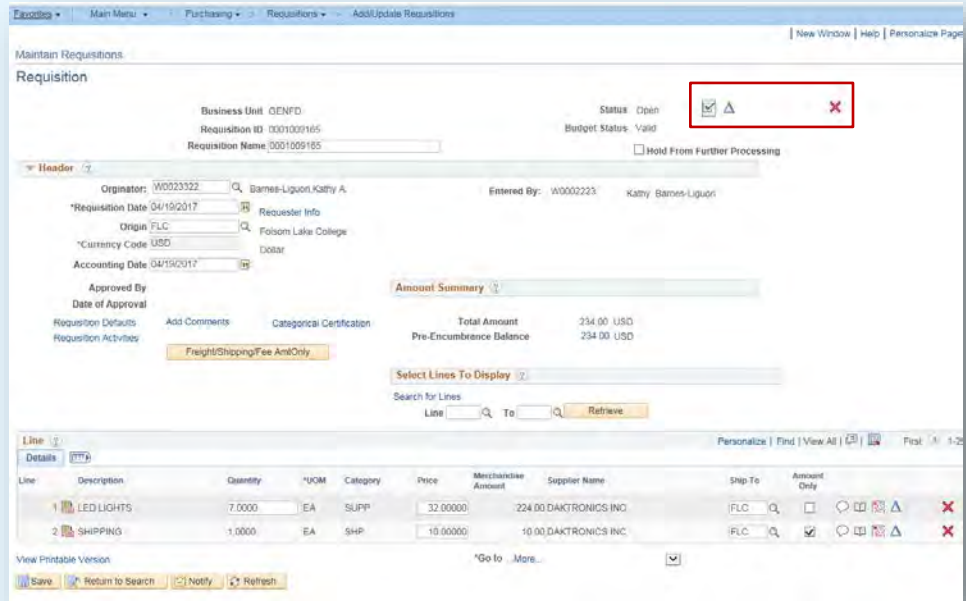 Favorites Main Menu Purchasing Requisitions Add/Update Requisitions
New Window | Help | Personalize Page
Maintain Requisitions
Requisition
Business Unit GENFD Status Open
Requisition ID 0001009165 Budget Status Valid
Requisition Name 0001009165 Hold From Further Processing
Header
Orginator: W0023322 Barnes-Liguori,Kathy A. Entered By: W0002223 Kathy Barnes-Liguori
*Requisition Date 04/19/2017 Requester Info
Origin FLC Folsom Lake College
*Currency Code USD Dollar
Accounting Date 04/19/2017
Approved By Amount Summary
Date of Approval
Requisition Defaults Add Comments Categorical Certification Total Amount 234.00 USD
Requisition Activities Pre-Encumbrance Balance 234.00 USD
Freight/Shipping/Fee AmtOnly
Select Lines To Display
Search for Lines
Line To Retrieve
Line Personalize | Find | View All | First 1-25
Details
Line Description Quantity *UOM Category Price Merchandise Amount Supplier Name Ship To Amount Only
1 LED LIGHTS 7.0000 EA SUPP 32.00000 224.00 DAKTRONICS INC FLC
2 SHIPPING 1.0000 EA SHP 10.00000 10.00 DAKTRONICS INC FLC
View Printable Version *Go to ...More...
Save Return to Search Notify Refresh